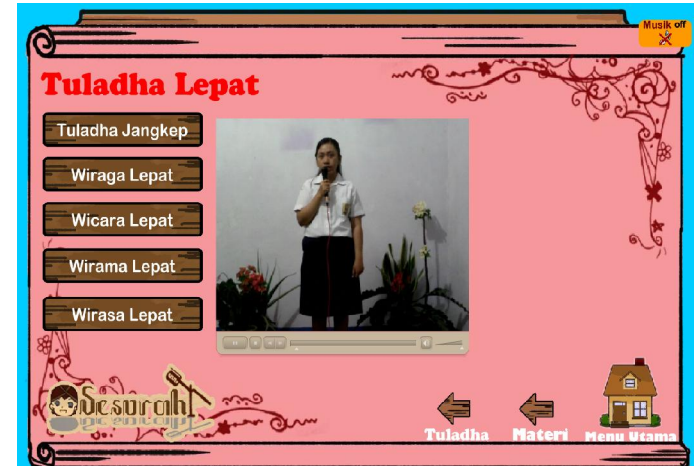 Musik off
Tuladha Lepat
Tuladha Jangkep
Wiraga Lepat
Wicara Lepat
Wirama Lepat
Wirasa Lepat
Sesorah
Tuladha
Materi
Menu Utama